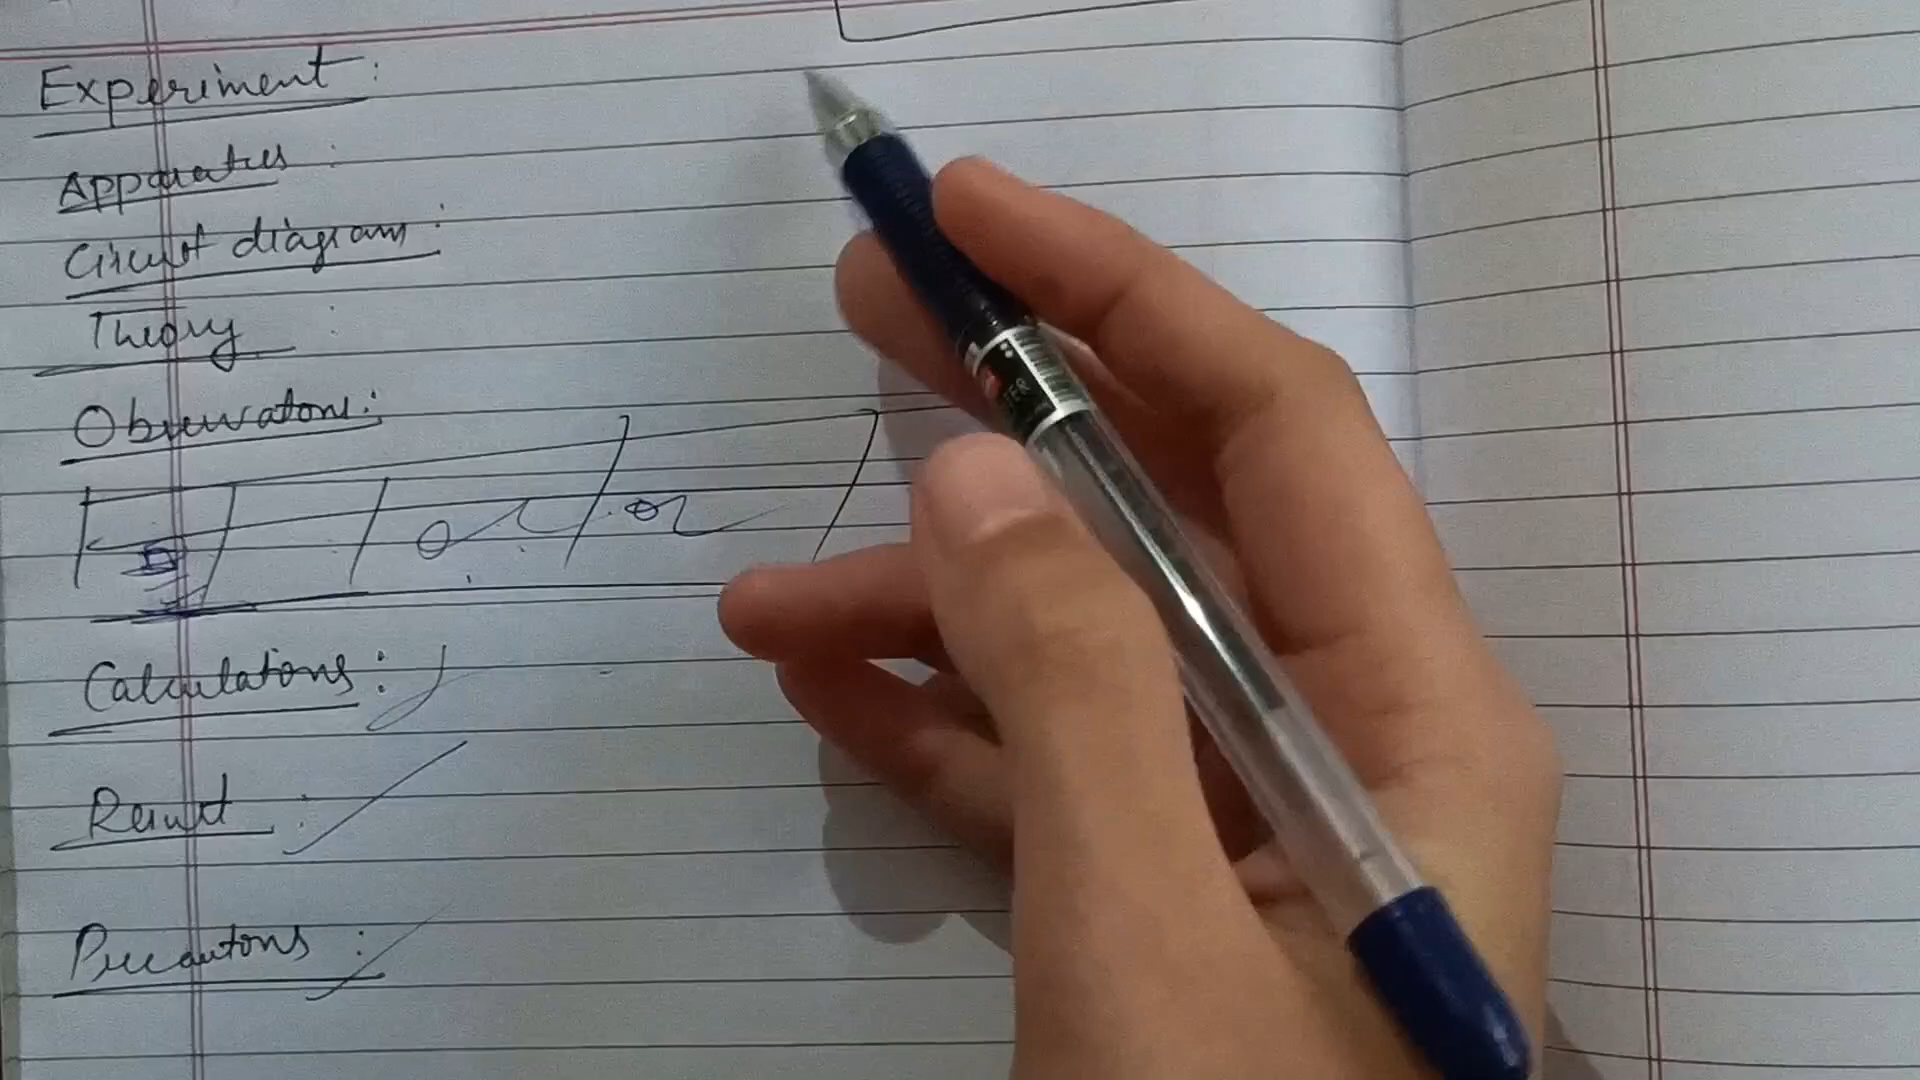 Experiment :
Apparatus :
Circuit diagram :
Theory :
Observations :
Calculations :
Result :
Precautions :